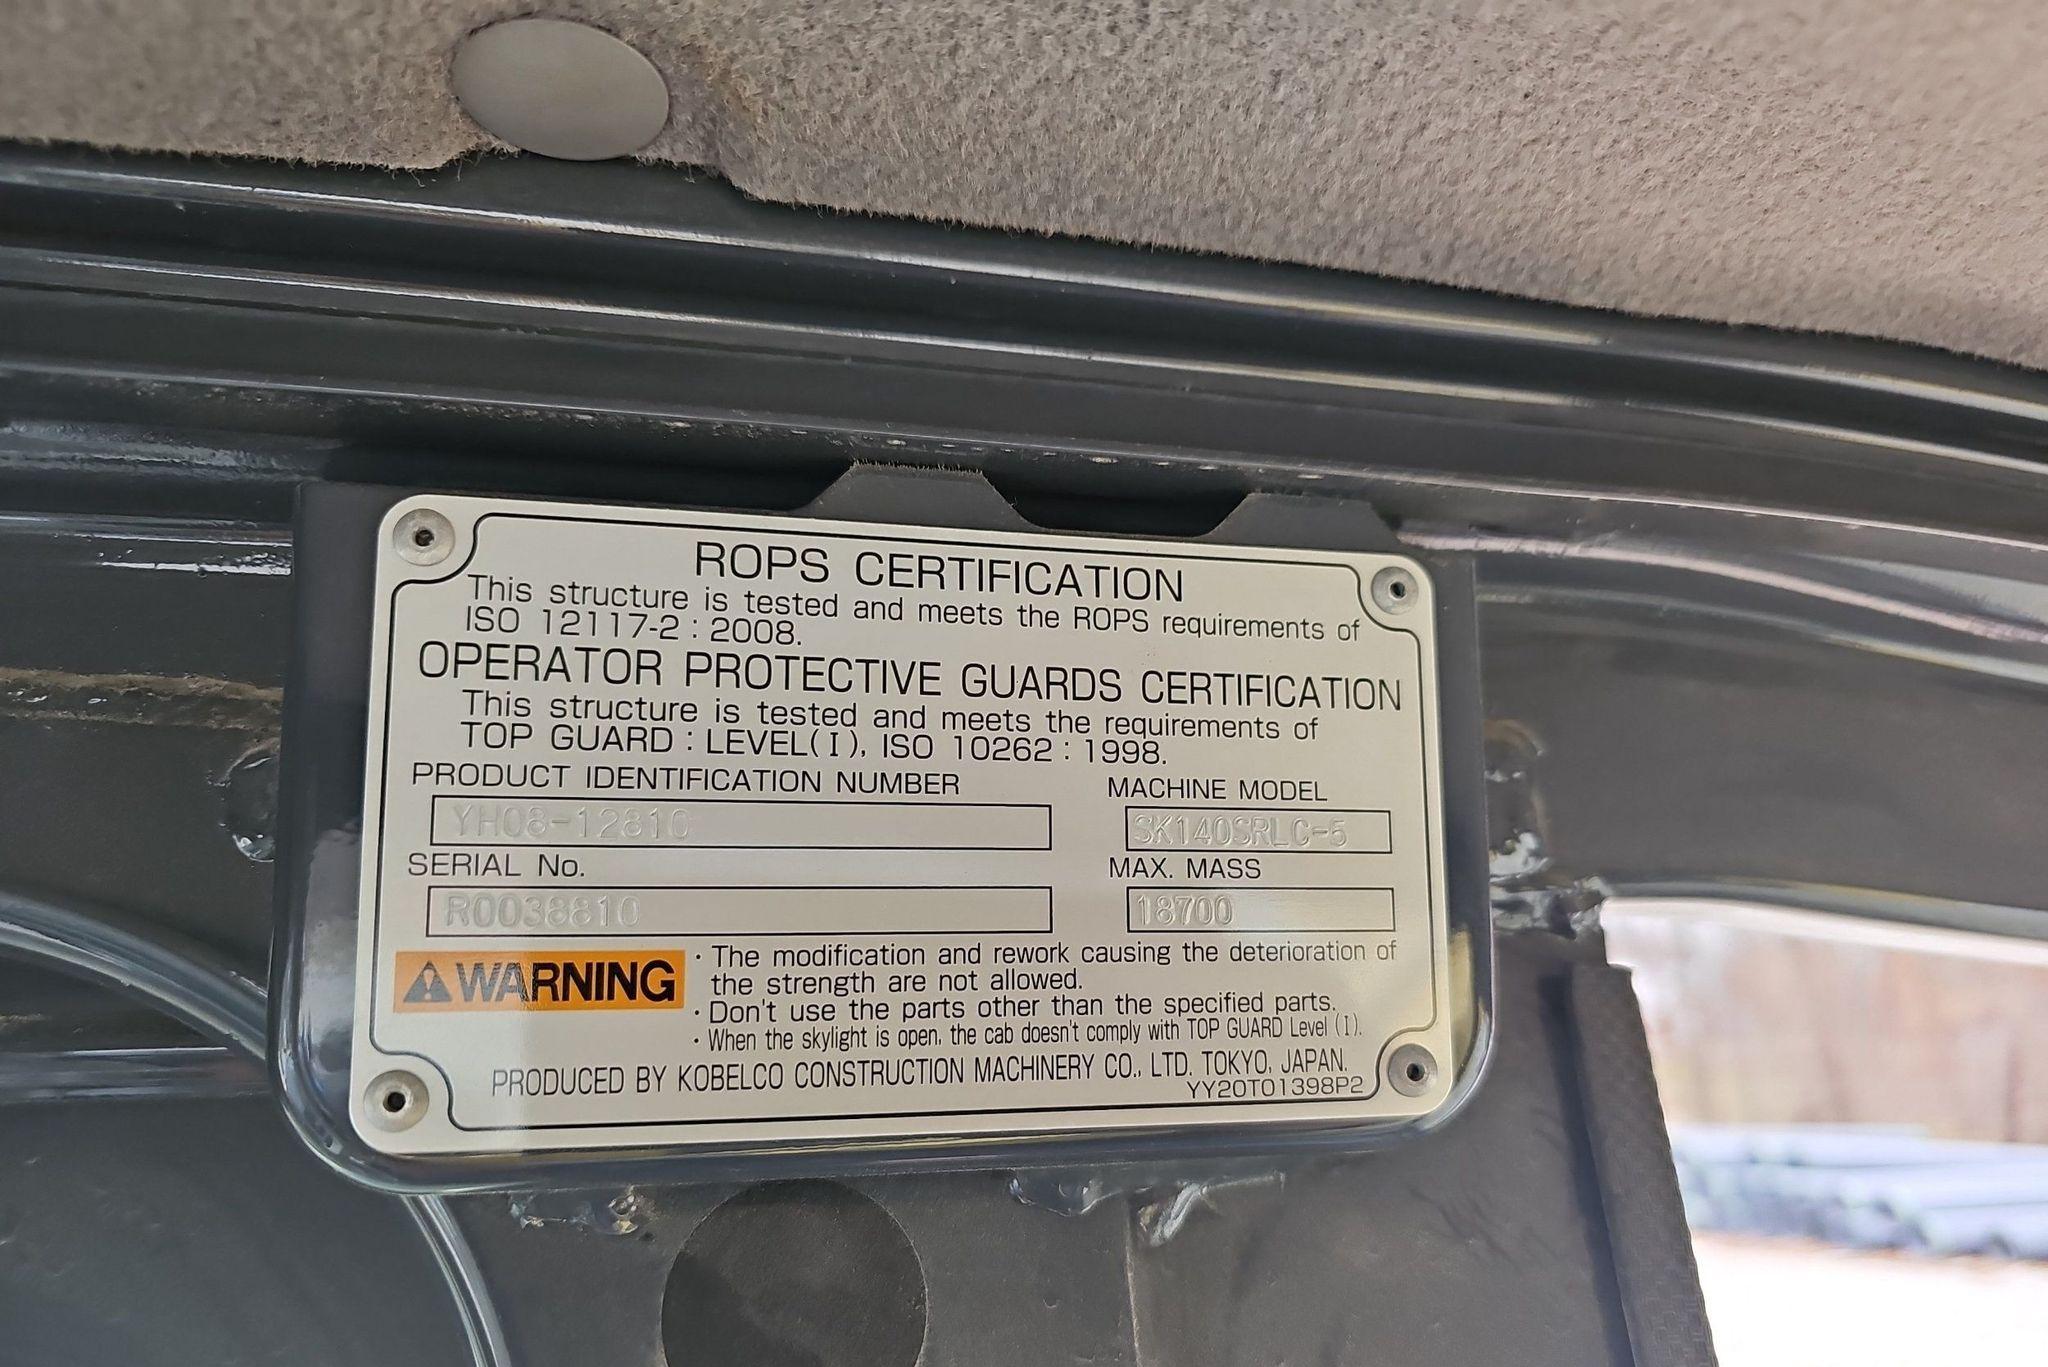 ROPS CERTIFICATION
This structure is tested and meets the ROPS requirements of
ISO 12117-2 : 2008.
OPERATOR PROTECTIVE GUARDS CERTIFICATION
This structure is tested and meets the requirements of
TOP GUARD : LEVEL(I), ISO 10262 : 1998.
PRODUCT IDENTIFICATION NUMBER MACHINE MODEL
YH08-12810 SK140SRLC-5
SERIAL No. MAX. MASS
R0038810 18700
⚠WARNING
· The modification and rework causing the deterioration of
the strength are not allowed.
· Don't use the parts other than the specified parts.
· When the skylight is open, the cab doesn't comply with TOP GUARD Level (I).
PRODUCED BY KOBELCO CONSTRUCTION MACHINERY CO., LTD. TOKYO, JAPAN.
YY20T01398P2